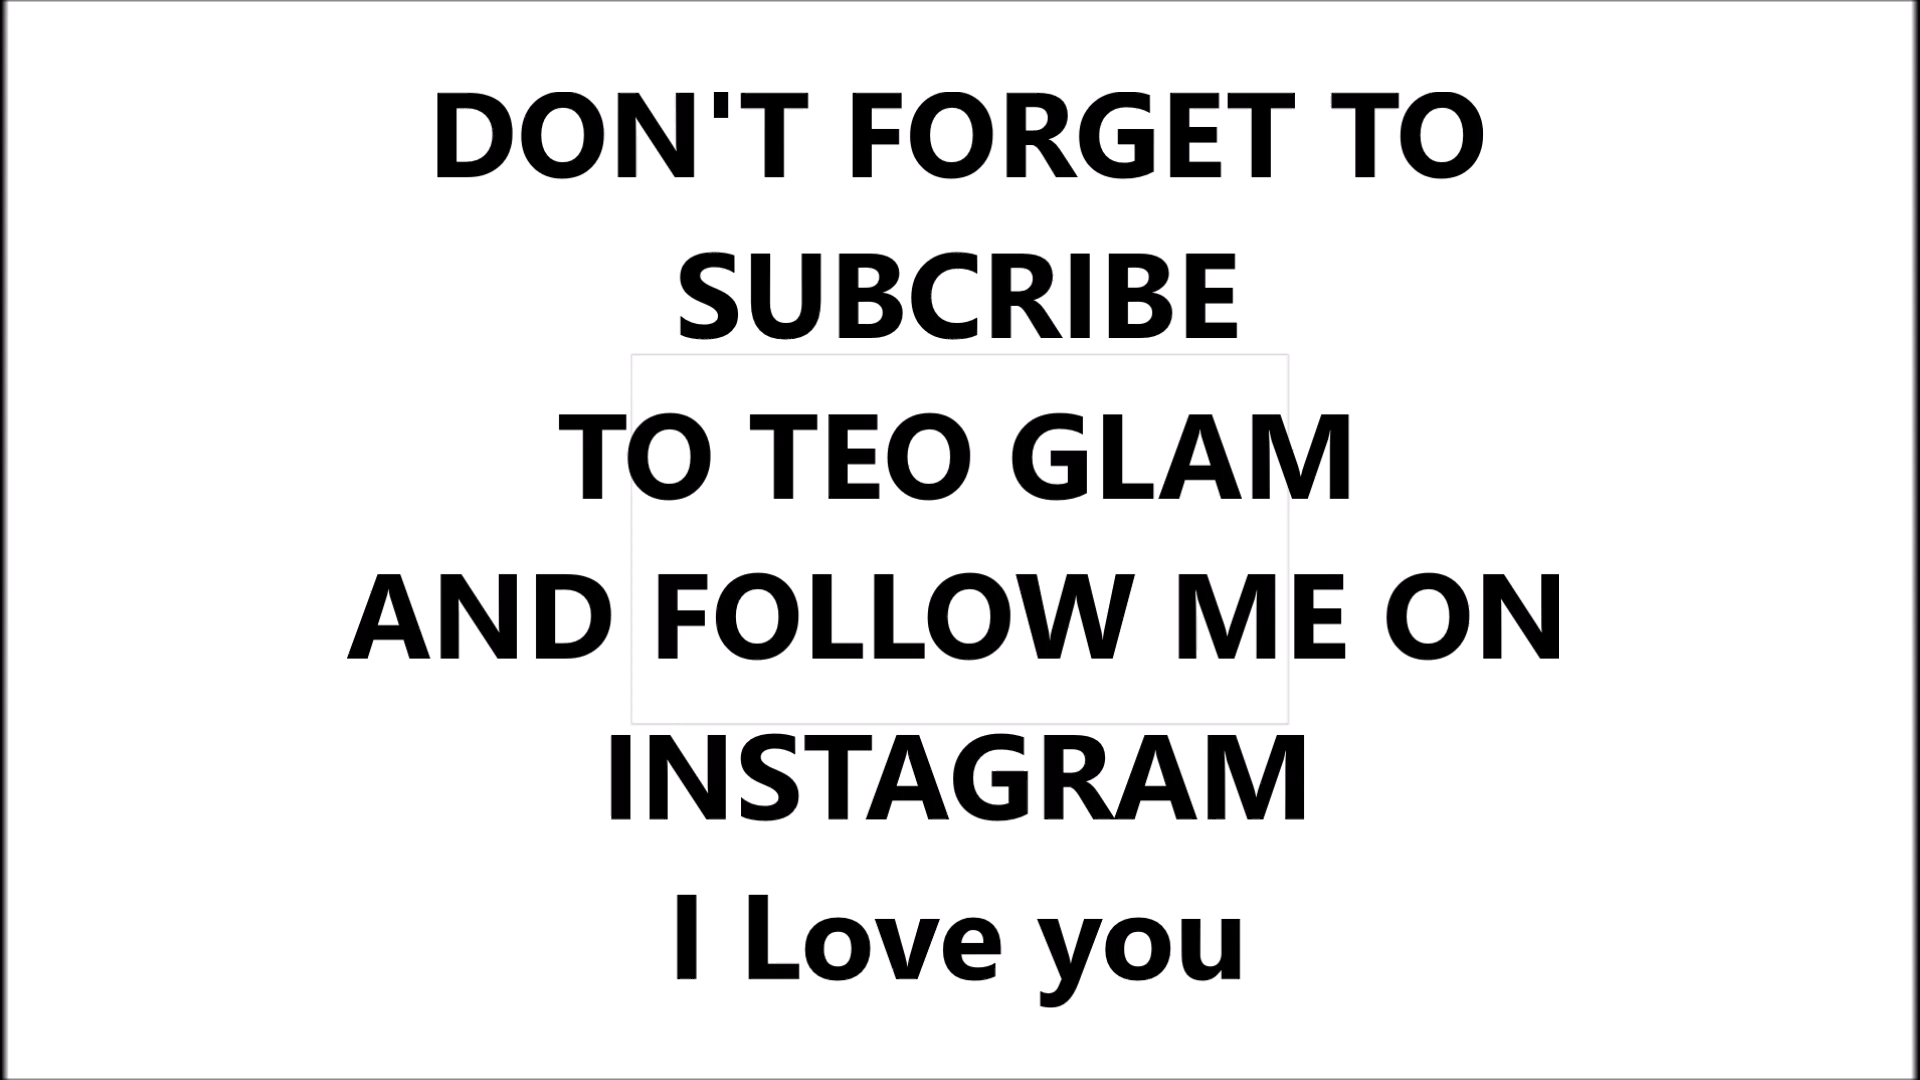 DON'T FORGET TO
SUBCRIBE
TO TEO GLAM
AND FOLLOW ME ON
INSTAGRAM
I Love you